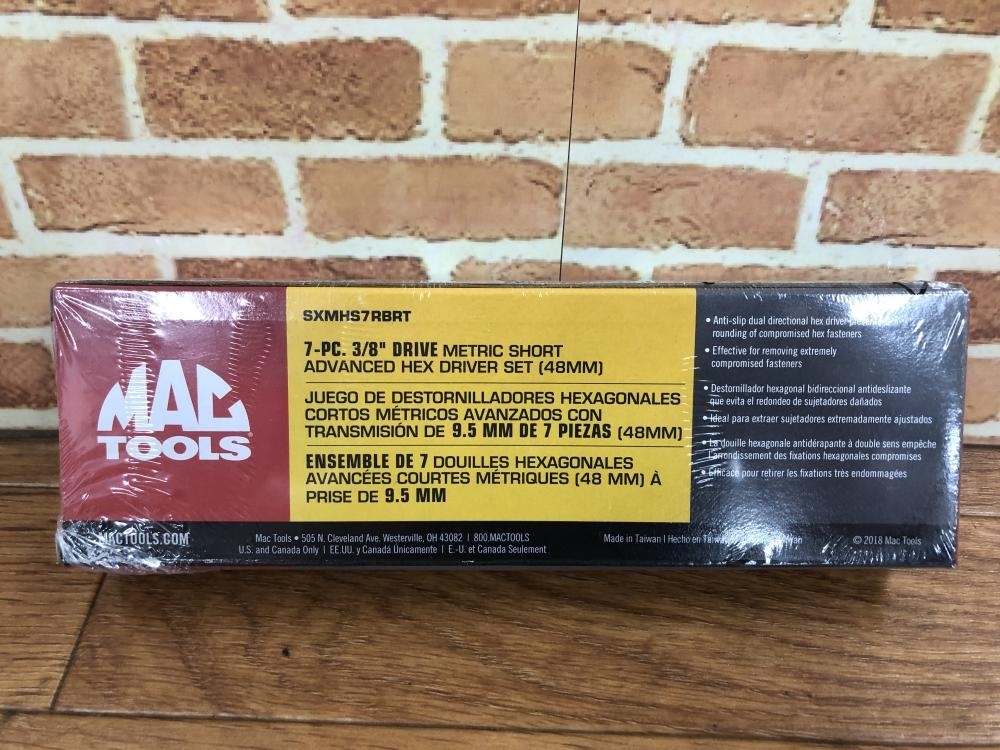 MAC
TOOLS
SXMHS7RBRT
7-PC. 3/8" DRIVE METRIC SHORT
ADVANCED HEX DRIVER SET (48MM)
JUEGO DE DESTORNILLADORES HEXAGONALES
CORTOS MÉTRICOS AVANZADOS CON
TRANSMISIÓN DE 9.5 MM DE 7 PIEZAS (48MM)
ENSEMBLE DE 7 DOUILLES HEXAGONALES
AVANCÉES COURTES MÉTRIQUES (48 MM) À
PRISE DE 9.5 MM
• Anti-slip dual directional hex driver
rounding of compromised hex fasteners
• Effective for removing extremely
compromised fasteners
• Destornillador hexagonal bidireccional antideslizante
que evita el redondeo de sujetadores dañados
• Ideal para extraer sujetadores extremadamente ajustados
• La douille hexagonale antidérapante à double sens empêche
l'arrondissement des fixations hexagonales compromises
• Efficace pour retirer les fixations très endommagées
MACTOOLS.COM
Mac Tools • 505 N. Cleveland Ave. Westerville, OH 43082 | 800.MACTOOLS
U.S. and Canada Only | EE.UU. y Canadá Únicamente | E.-U. et Canada Seulement
Made in Taiwan | Hecho en
© 2018 Mac Tools